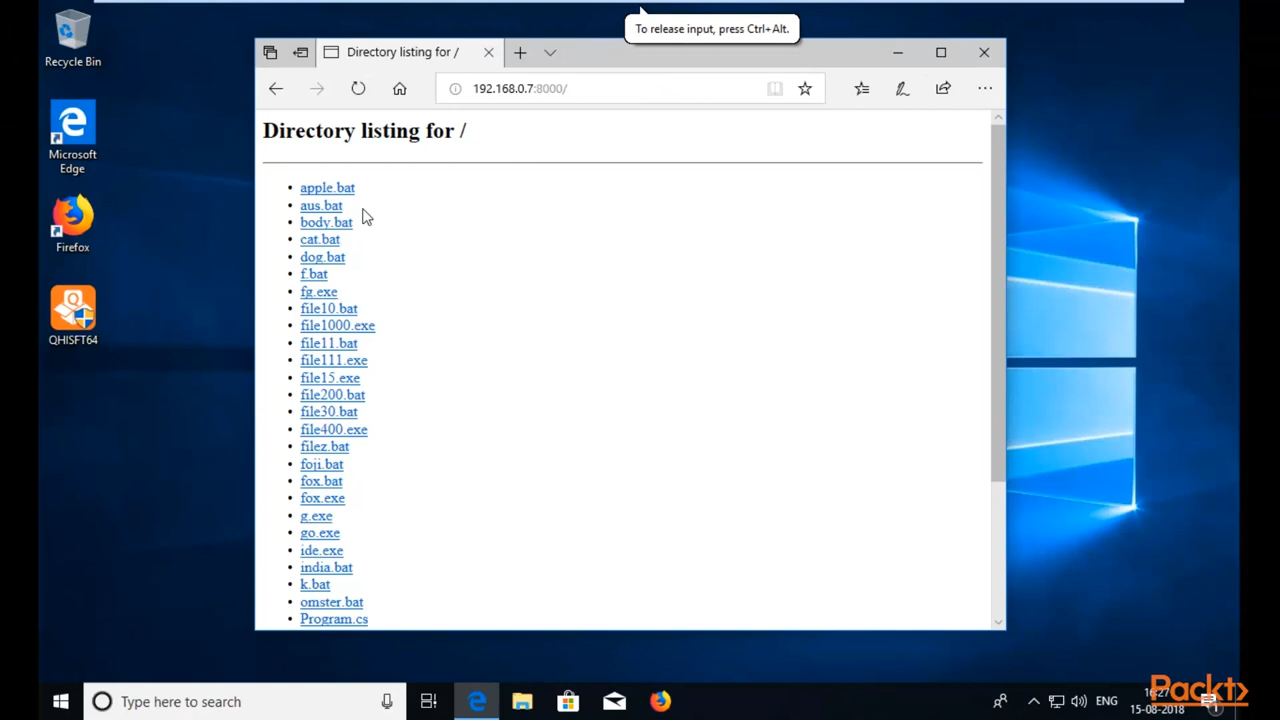 To release input, press Ctrl+Alt.
Recycle Bin
Directory listing for /
192.168.0.7:8000/
Directory listing for /
Microsoft
Edge
Firefox
QHISFT64
apple.bat
aus.bat
body.bat
cat.bat
dog.bat
f.bat
fg.exe
file10.bat
file1000.exe
file11.bat
file111.exe
file15.exe
file200.bat
file30.bat
file400.exe
filez.bat
foji.bat
fox.bat
fox.exe
g.exe
go.exe
ide.exe
india.bat
k.bat
omster.bat
Program.cs
Type here to search
ENG
16:27
15-08-2018
Packt>